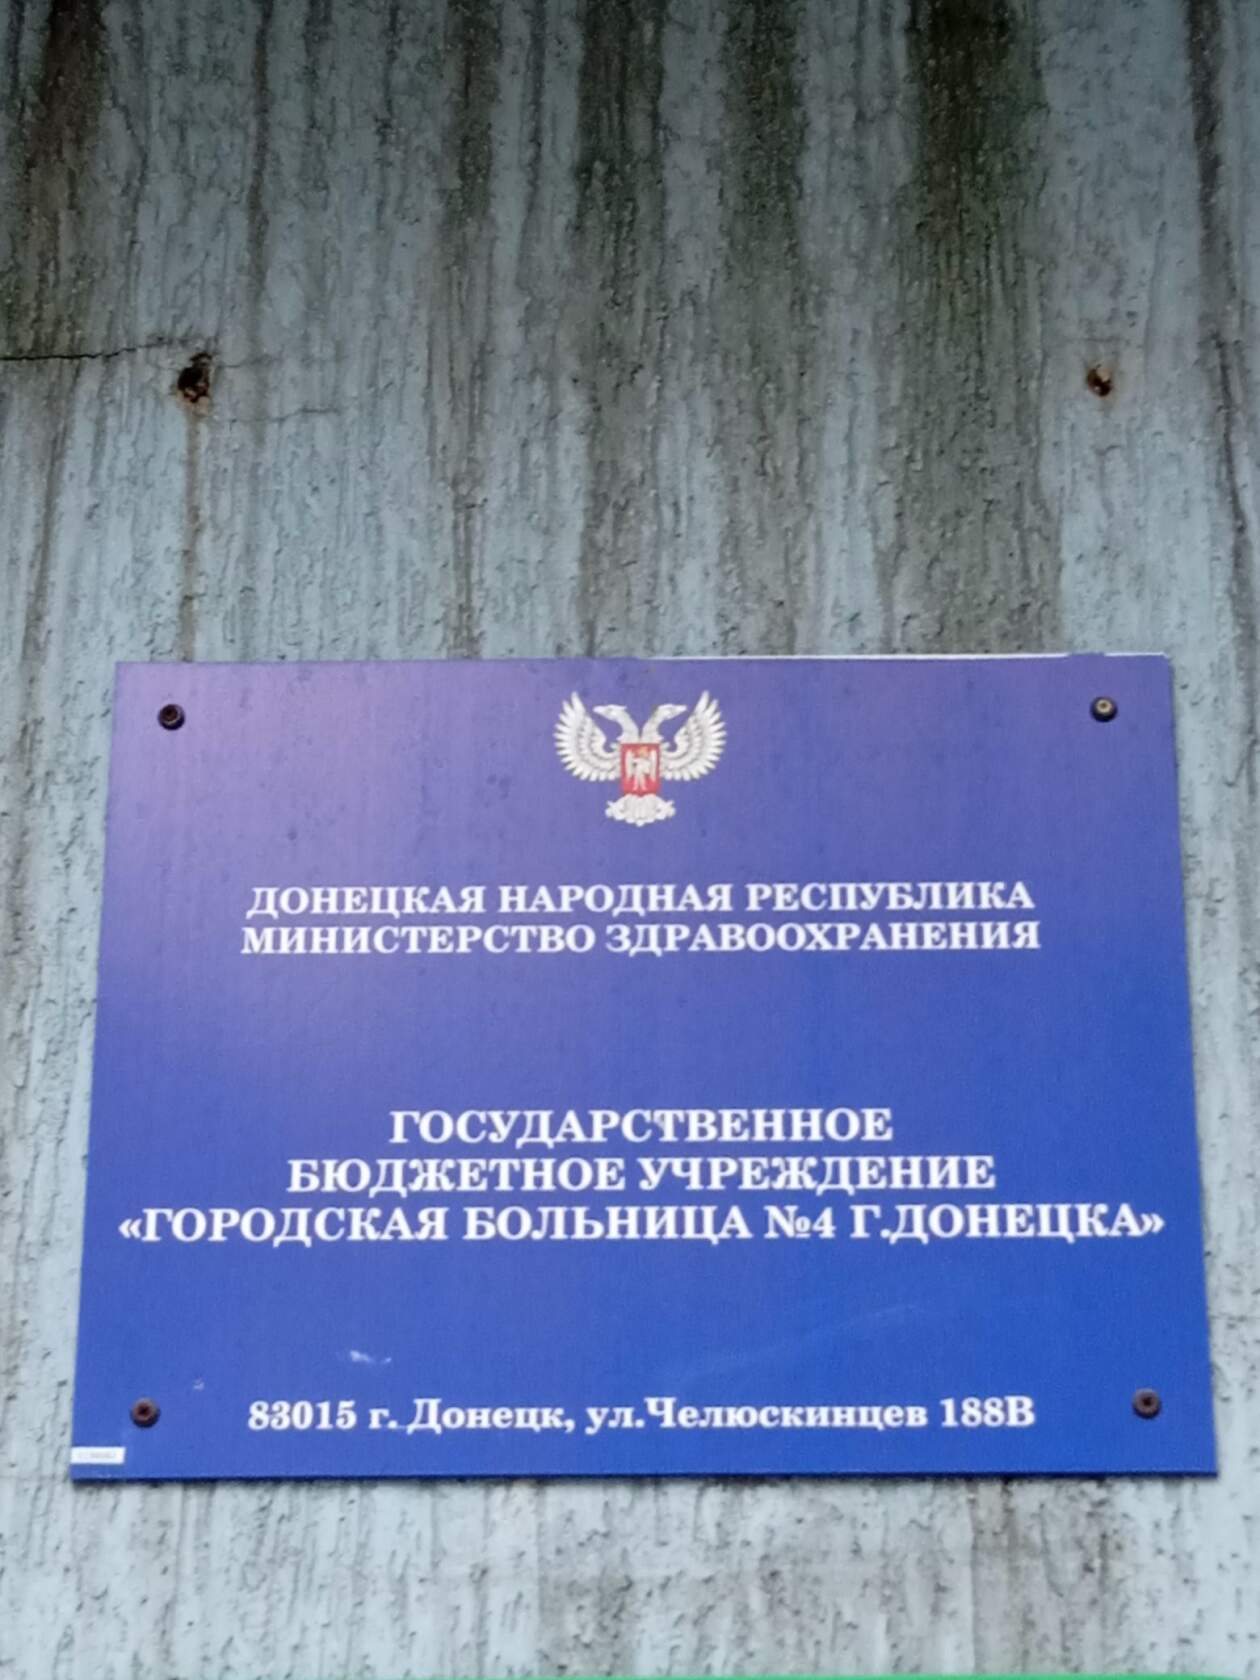 ДОНЕЦКАЯ НАРОДНАЯ РЕСПУБЛИКА
МИНИСТЕРСТВО ЗДРАВООХРАНЕНИЯ
ГОСУДАРСТВЕННОЕ
БЮДЖЕТНОЕ УЧРЕЖДЕНИЕ
«ГОРОДСКАЯ БОЛЬНИЦА №4 Г.ДОНЕЦКА»
83015 г. Донецк, ул.Челюскинцев 188В